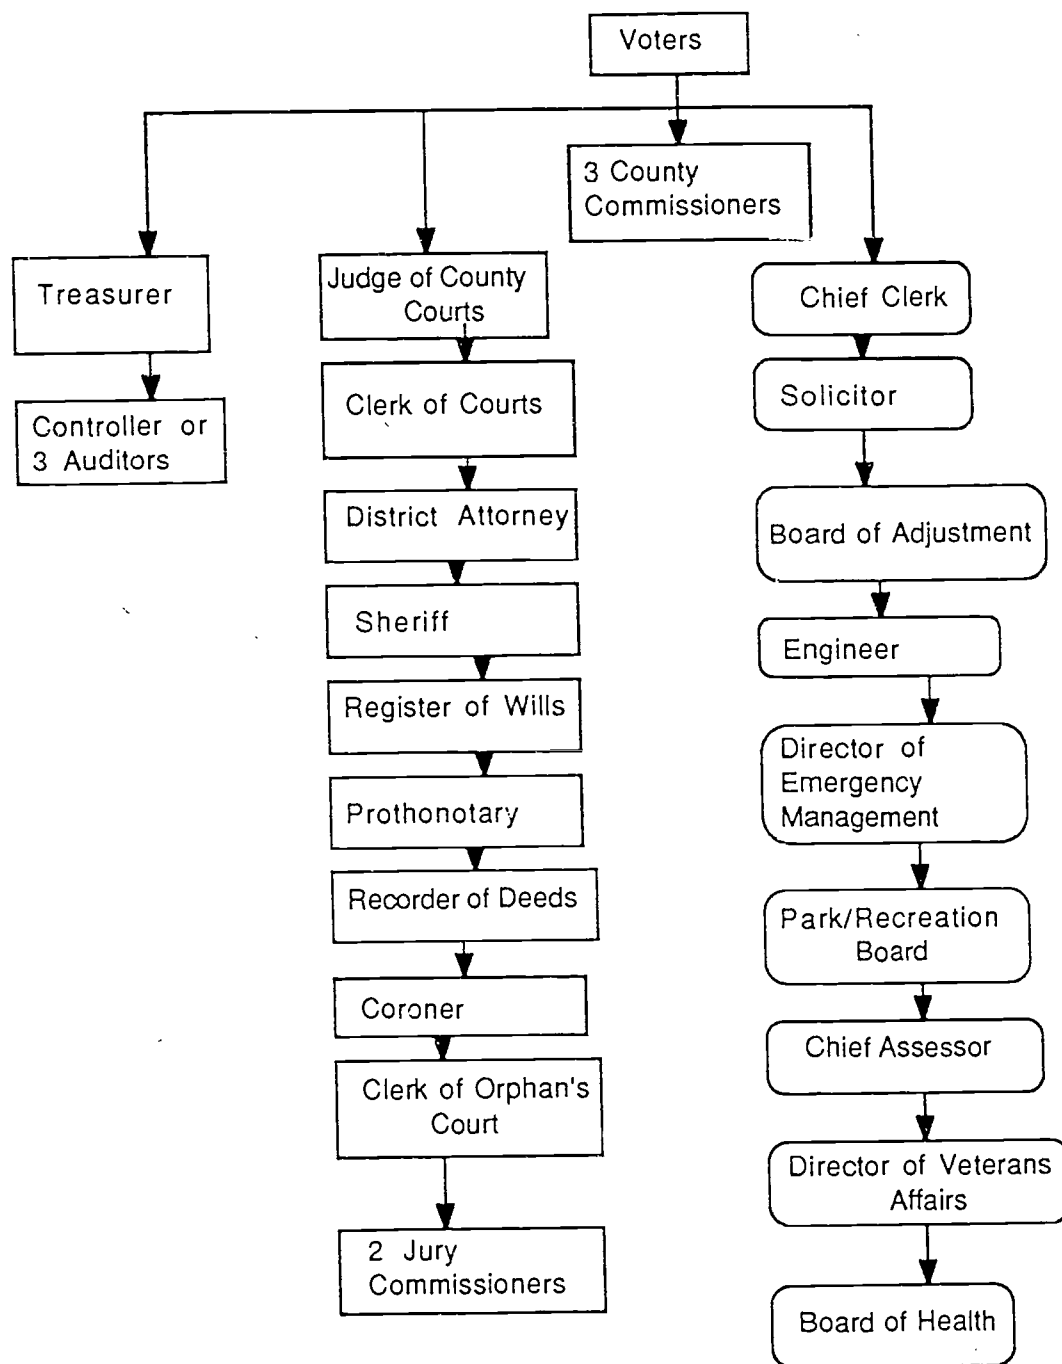 Voters
3 County
Commissioners
Treasurer
Controller or
3 Auditors
Judge of County
Courts
Clerk of Courts
District Attorney
Sheriff
Register of Wills
Prothonotary
Recorder of Deeds
Coroner
Clerk of Orphan's
Court
2 Jury
Commissioners
Chief Clerk
Solicitor
Board of Adjustment
Engineer
Director of
Emergency
Management
Park/Recreation
Board
Chief Assessor
Director of Veterans
Affairs
Board of Health